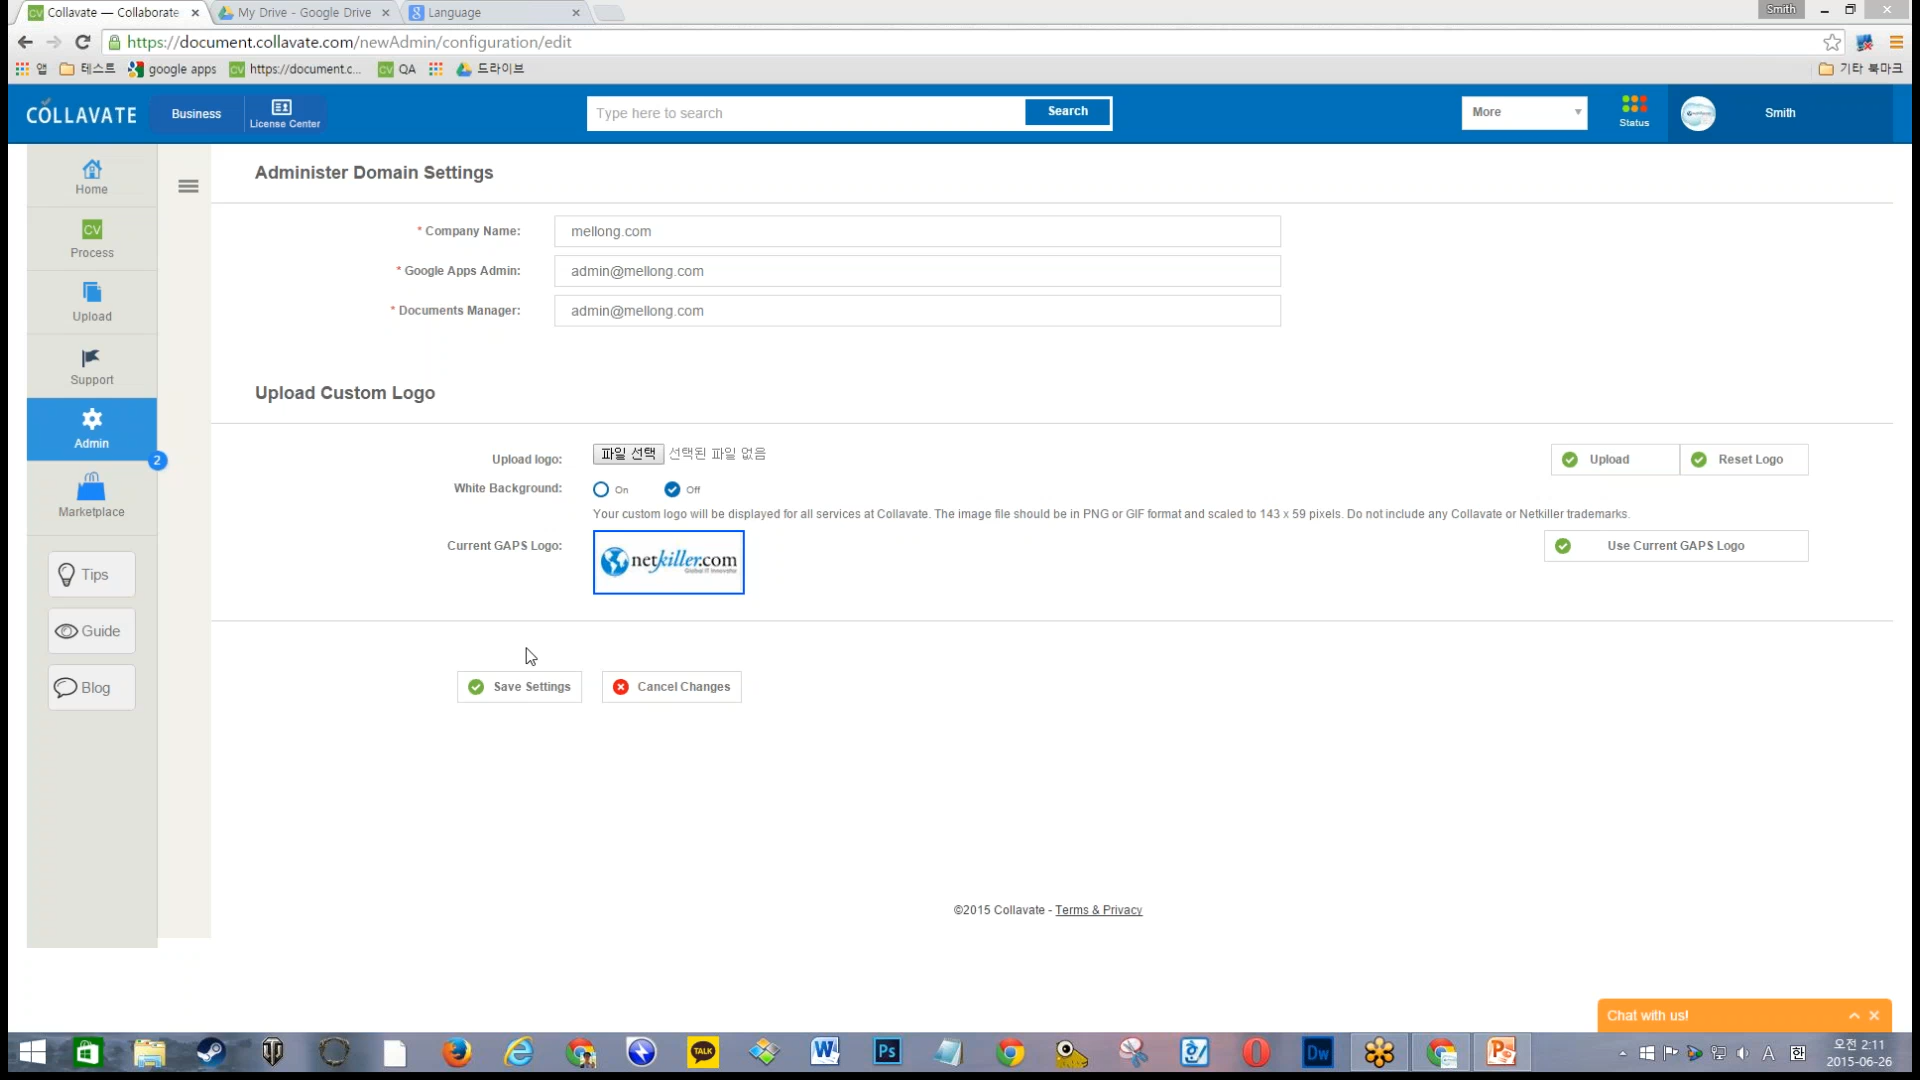 Collavate — Collaborate
My Drive - Google Drive
Language
Smith
https://document.collavate.com/newAdmin/configuration/edit
앱
테스트
google apps
https://document.c...
QA
드라이브
기타 북마크
COLLAVATE
Business
License Center
Type here to search
Search
More
Status
Smith
Home
Process
Upload
Support
Admin
2
Marketplace
Tips
Guide
Blog
Administer Domain Settings
* Company Name:
mellong.com
* Google Apps Admin:
admin@mellong.com
* Documents Manager:
admin@mellong.com
Upload Custom Logo
Upload logo:
파일 선택 선택된 파일 없음
Upload
Reset Logo
White Background:
On
Off
Your custom logo will be displayed for all services at Collavate. The image file should be in PNG or GIF format and scaled to 143 x 59 pixels. Do not include any Collavate or Netkiller trademarks.
Current GAPS Logo:
netkiller.com
Global IT Innovator
Use Current GAPS Logo
Save Settings
Cancel Changes
©2015 Collavate - Terms & Privacy
Chat with us!
TALK
Ps
Dw
A
한
오전 2:11
2015-06-26